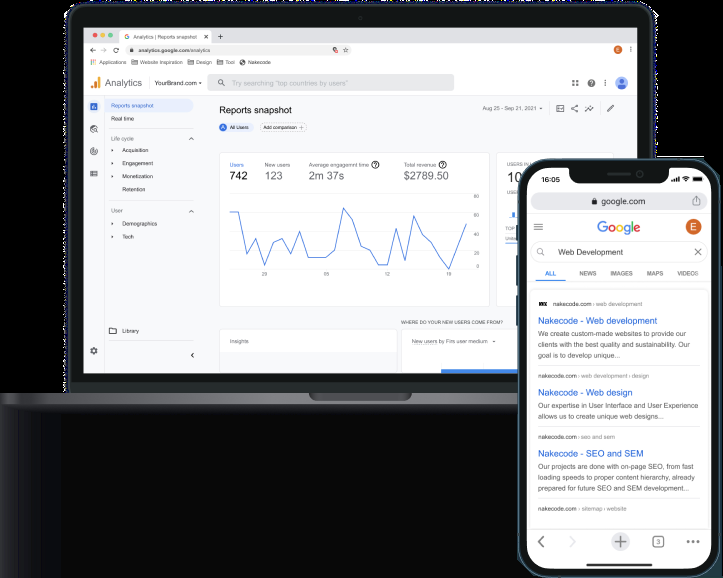 Analytics | Reports snapshot
analytics.google.com/analytics
E
Applications
Website Inspiration
Design
Tool
Nakecode
Analytics
YourBrand.com
Try searching "top countries by users"
Reports snapshot
Real time
Life cycle
Acquisition
Engagement
Monetization
Retention
User
Demographics
Tech
Library
Reports snapshot
Aug 25 - Sep 21, 2021
A All Users
Add comparison +
Users
742
New users
123
Average engagemnt time
2m 37s
Total revenue
$2789.50
80
60
40
20
0
29
05
12
19
USERS IN
10
USER
TOP
WHERE DO YOUR NEW USERS COME FROM?
Insights
New users by Firs user medium
16:05
google.com
Google
E
Web Development
ALL NEWS IMAGES MAPS VIDEOS
nakecode.com › web development
Nakecode - Web development
We create custom-made websites to provide our
clients with the best quality and sustainability. Our
goal is to develop unique...
nakecode.com › web development › design
Nakecode - Web design
Our expertise in User Interface and User Experience
allows us to create unique web designs...
nakecode.com › seo and sem
Nakecode - SEO and SEM
Our projects are done with on-page SEO, from fast
loading speeds to proper content hierarchy, already
prepared for future SEO and SEM development...
nakecode.com › sitemap › website
3